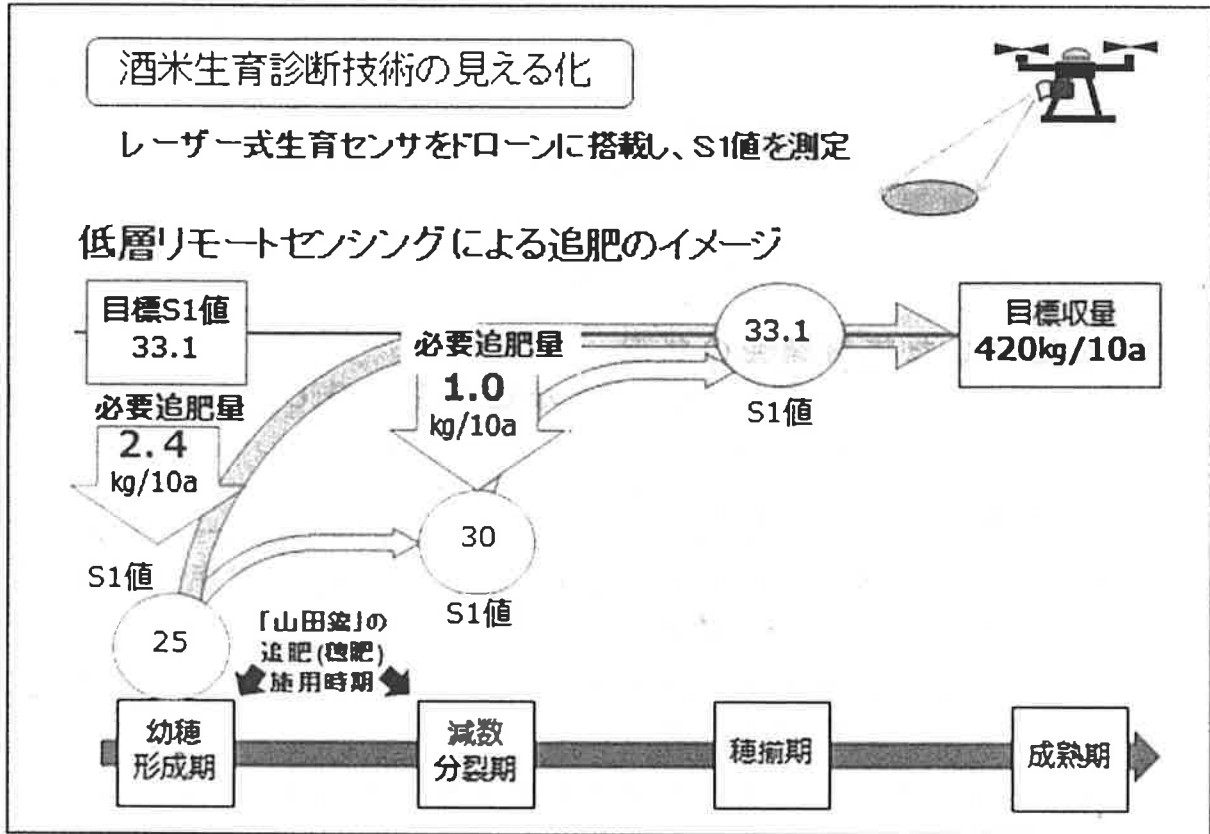 酒米生育診断技術の見える化
レーザー式生育センサをドローンに搭載し、S1値を測定
低層リモートセンシングによる追肥のイメージ
目標S1値
33.1
必要追肥量
2.4
kg/10a
必要追肥量
1.0
kg/10a
33.1
S1値
目標収量
420kg/10a
S1値
25
30
S1値
「山田錦」の
追肥(穂肥)
施用時期
幼穂
形成期
減数
分裂期
穂揃期
成熟期